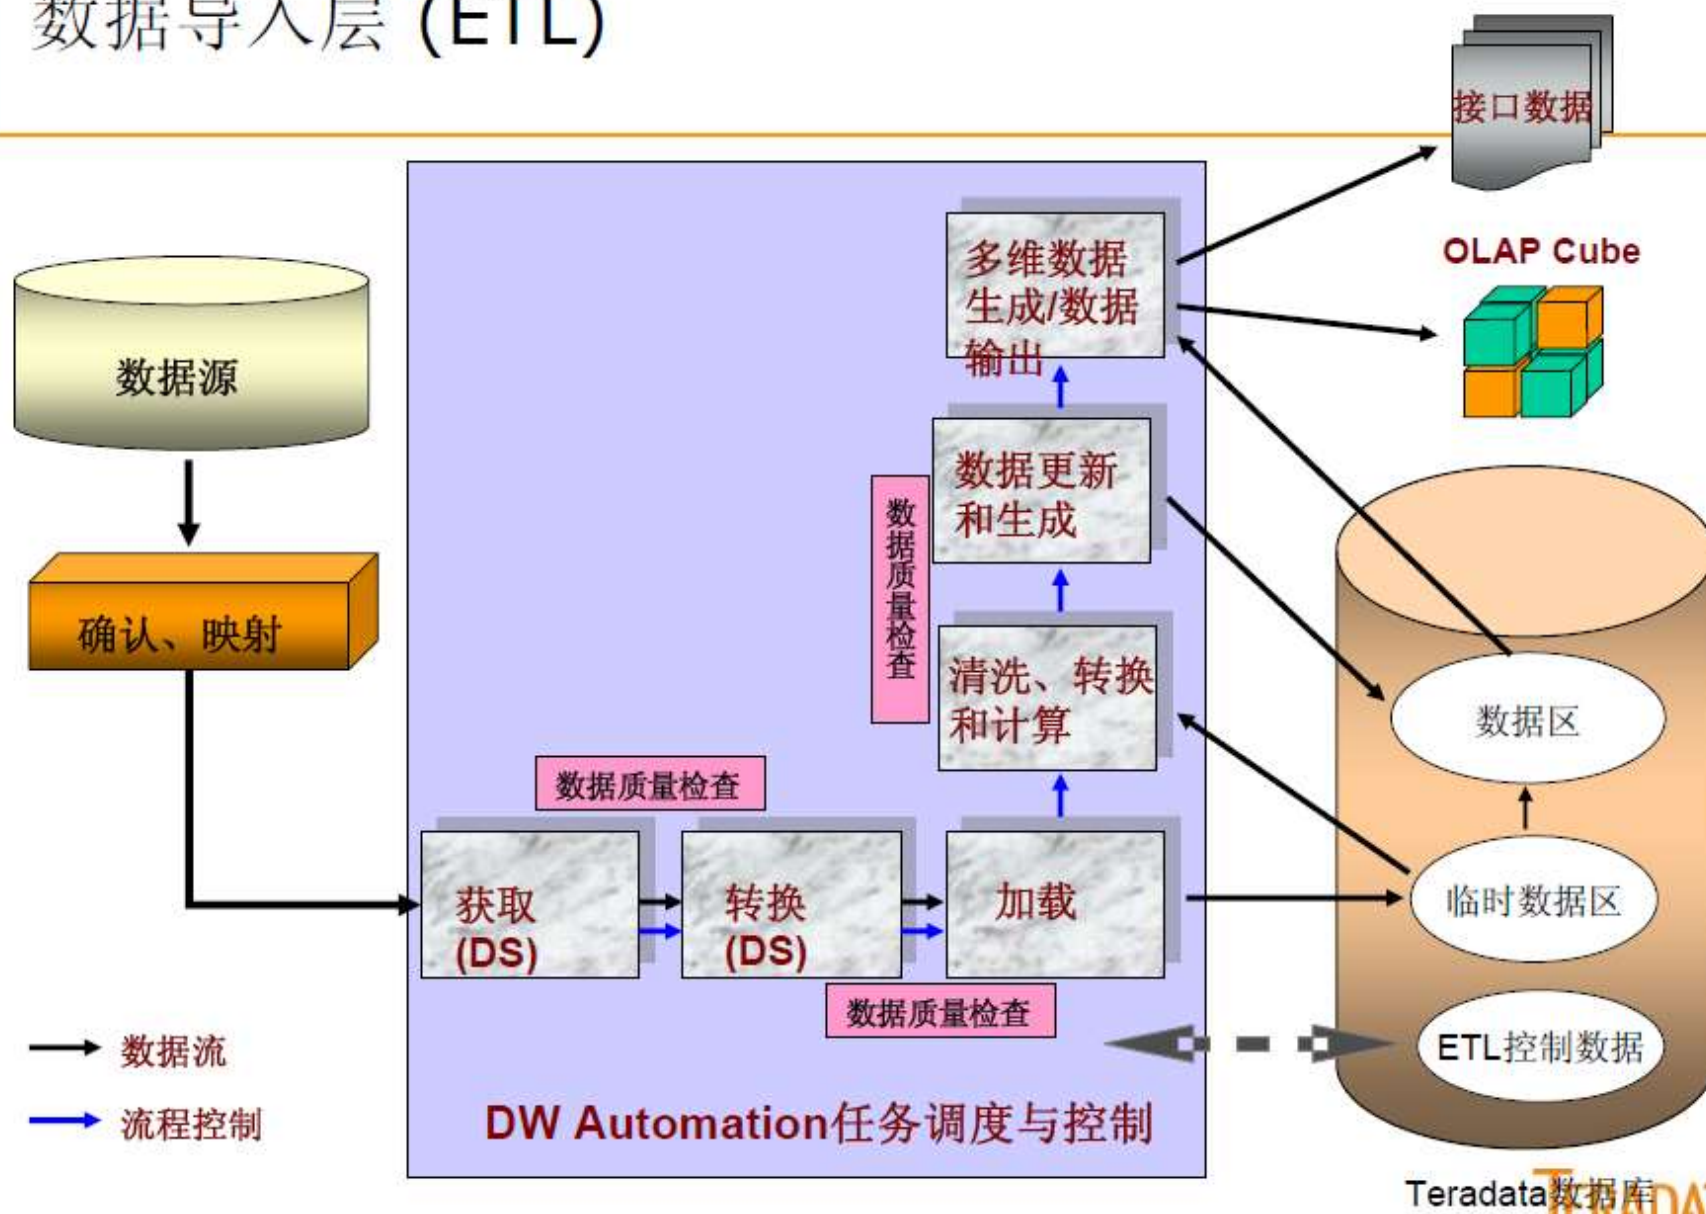 数据导入层 (ETL)
接口数据
OLAP Cube
数据源
确认、映射
多维数据
生成/数据
输出
数据更新
和生成
数据质量检查
清洗、转换
和计算
数据质量检查
获取
(DS)
转换
(DS)
加载
数据质量检查
数据区
临时数据区
ETL控制数据
数据流
流程控制
DW Automation任务调度与控制
Teradata数据库
TERADA